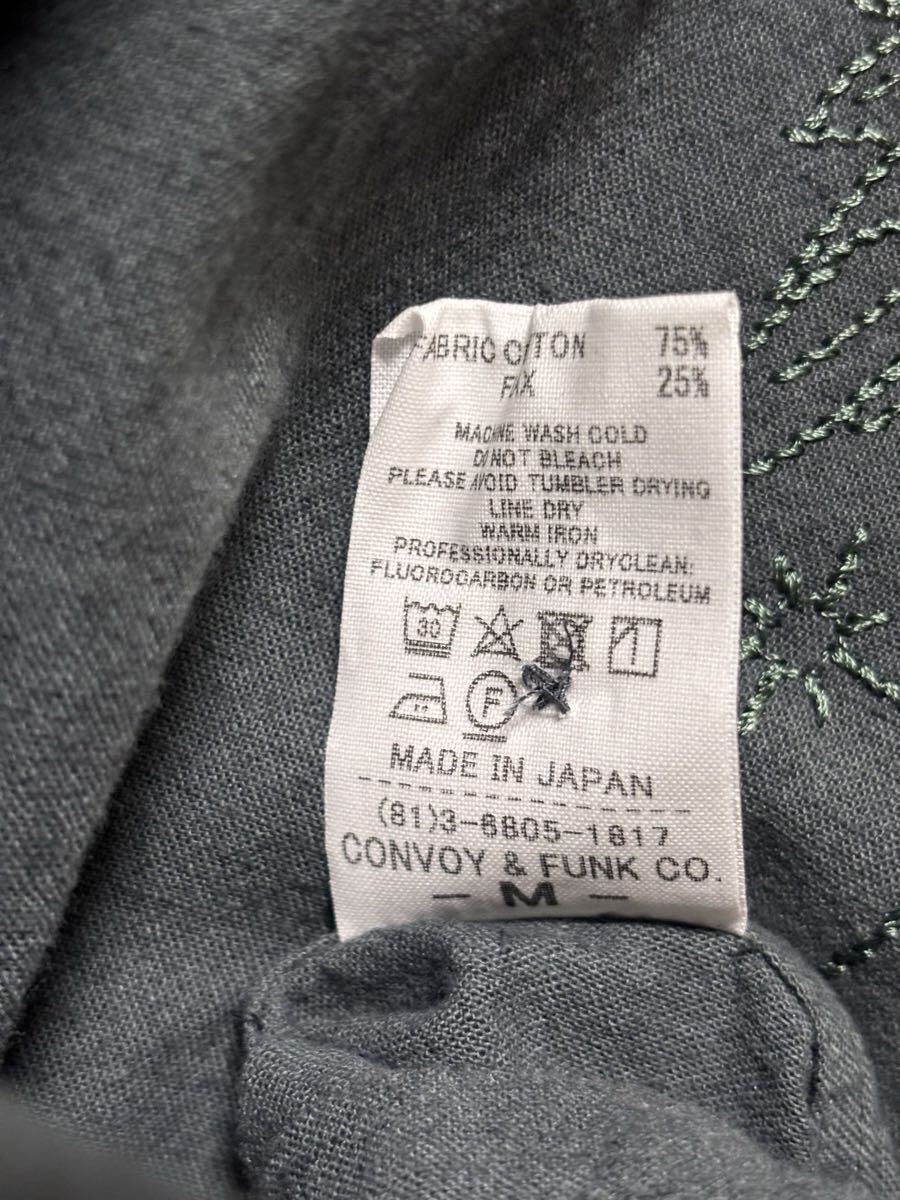 FABRIC COTTON 75%
FLAX 25%
MACHINE WASH COLD
DO NOT BLEACH
PLEASE AVOID TUMBLER DRYING
LINE DRY
WARM IRON
PROFESSIONALLY DRYCLEAN:
FLUOROCARBON OR PETROLEUM
30
F
MADE IN JAPAN
(81)3-6805-1817
CONVOY & FUNK CO.
- M -